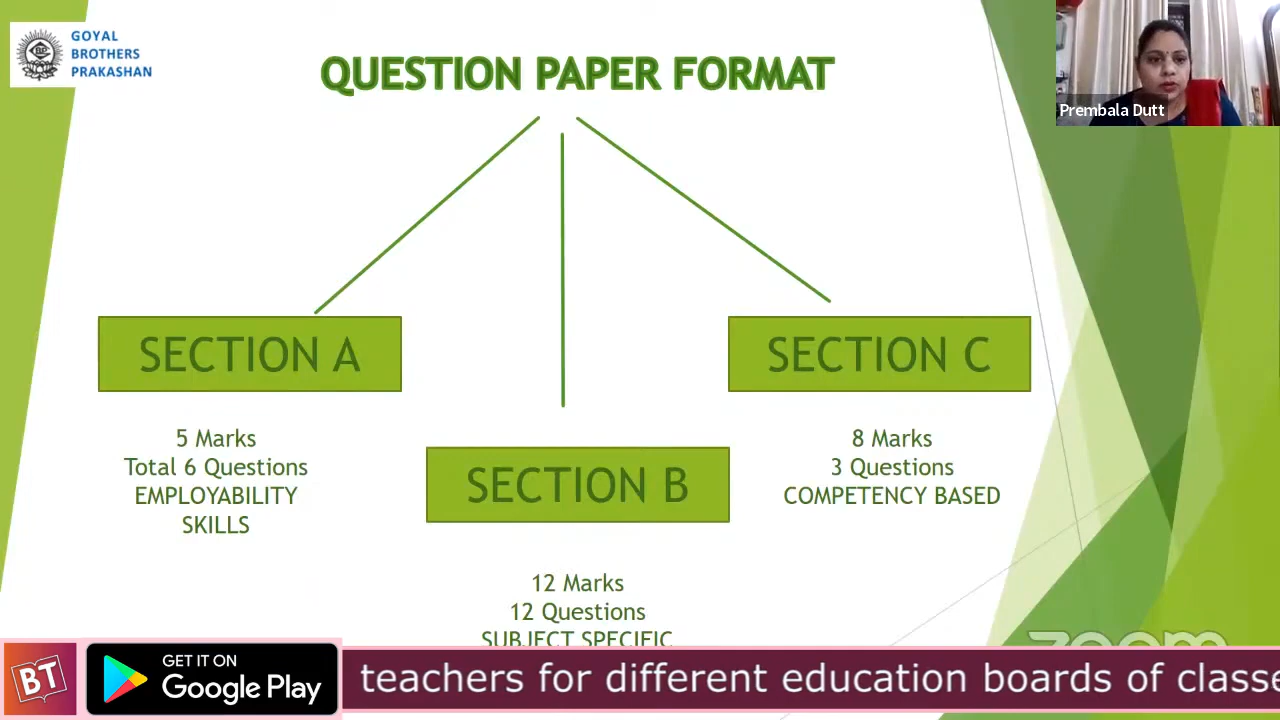 GOYAL
BROTHERS
PRAKASHAN
QUESTION PAPER FORMAT
Prembala Dutt
SECTION A
5 Marks
Total 6 Questions
EMPLOYABILITY
SKILLS
SECTION B
12 Marks
12 Questions
SUBJECT SPECIFIC
SECTION C
8 Marks
3 Questions
COMPETENCY BASED
zoom
BT
GET IT ON
Google Play
teachers for different education boards of classe